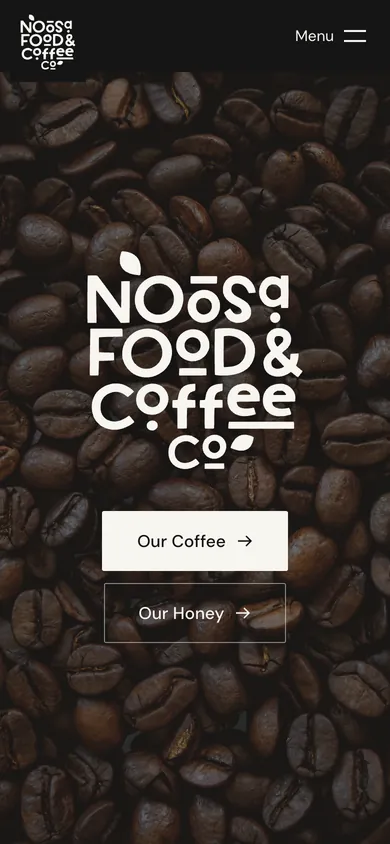 NOosa
FOOD &
Coffee
Co
Menu
NOosa
FOOD &
Coffee
Co
Our Coffee →
Our Honey →